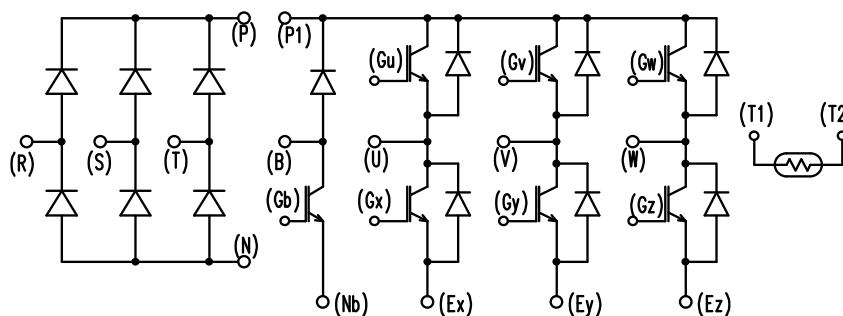 (P) (P1)
(Gu) (Gv) (Gw)
(T1) (T2
(R) (S) (T) (B) (U) (V) (W)
(Gb) (Gx) (Gy) (Gz)
(N)
(Nb) (Ex) (Ey) (Ez)